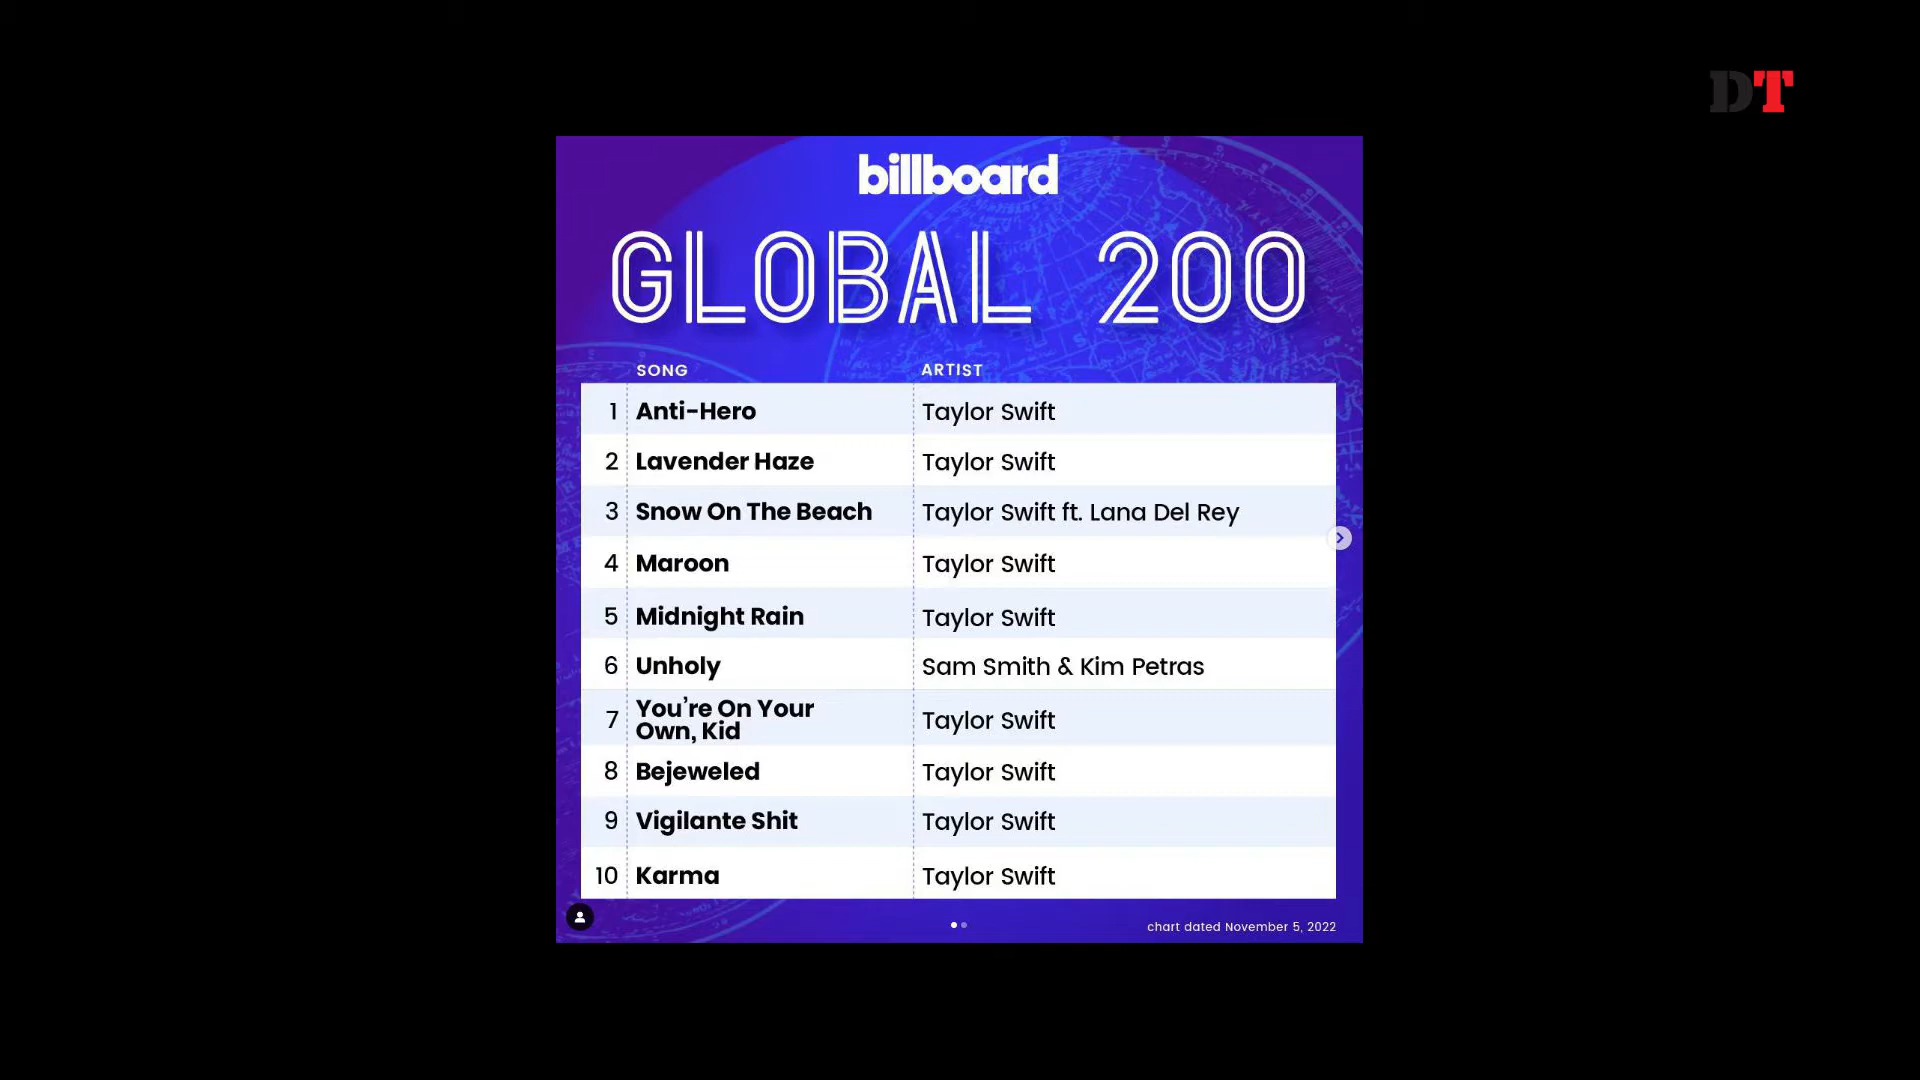 DT
billboard
GLOBAL 200
SONG ARTIST
1 Anti-Hero Taylor Swift
2 Lavender Haze Taylor Swift
3 Snow On The Beach Taylor Swift ft. Lana Del Rey
4 Maroon Taylor Swift
5 Midnight Rain Taylor Swift
6 Unholy Sam Smith & Kim Petras
7 You're On Your
Own, Kid Taylor Swift
8 Bejeweled Taylor Swift
9 Vigilante Shit Taylor Swift
10 Karma Taylor Swift
chart dated November 5, 2022